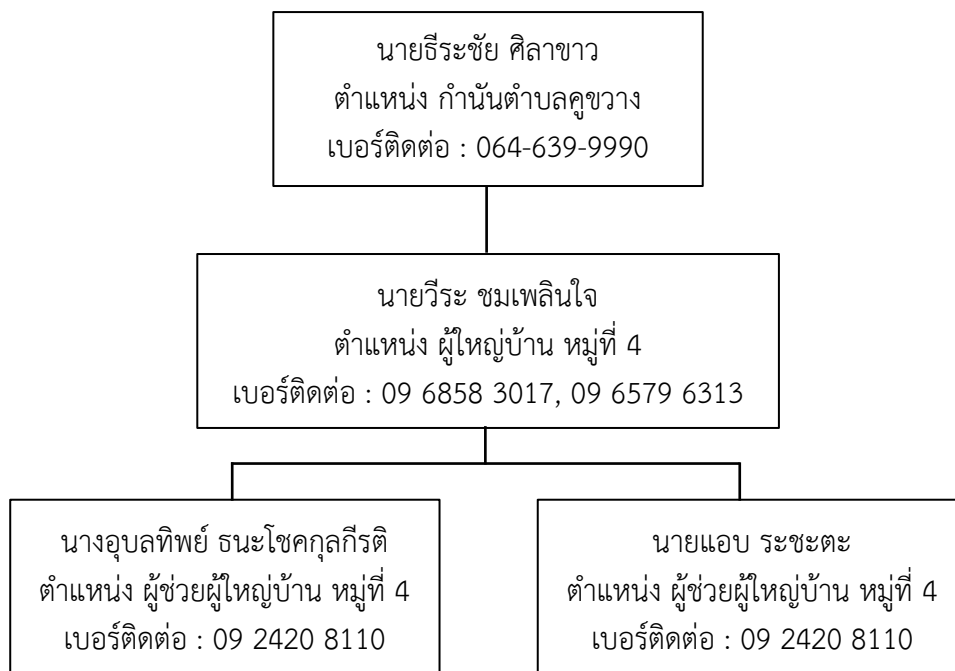 นายธีระชัย ศิลาขาว
ตำแหน่ง กำนันตำบลคูขวาง
เบอร์ติดต่อ : 064-639-9990
นายวีระ ชมเพลินใจ
ตำแหน่ง ผู้ใหญ่บ้าน หมู่ที่ 4
เบอร์ติดต่อ : 09 6858 3017, 09 6579 6313
นางอุบลทิพย์ ธนะโชคกุลกีรติ
ตำแหน่ง ผู้ช่วยผู้ใหญ่บ้าน หมู่ที่ 4
เบอร์ติดต่อ : 09 2420 8110
นายแอบ ระชะตะ
ตำแหน่ง ผู้ช่วยผู้ใหญ่บ้าน หมู่ที่ 4
เบอร์ติดต่อ : 09 2420 8110